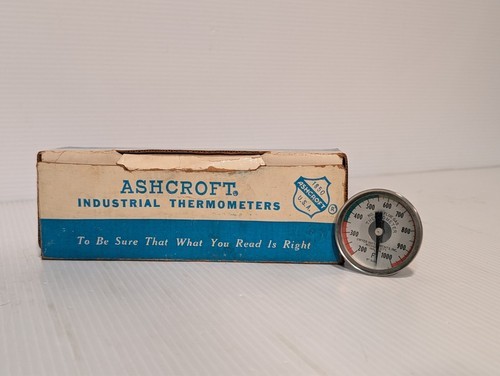 ASHCROFT®
INDUSTRIAL THERMOMETERS
1850
ASHCROFT
U.S.A.
®
To Be Sure That What You Read Is Right
500 600
400 700
300 800
200 900
1000